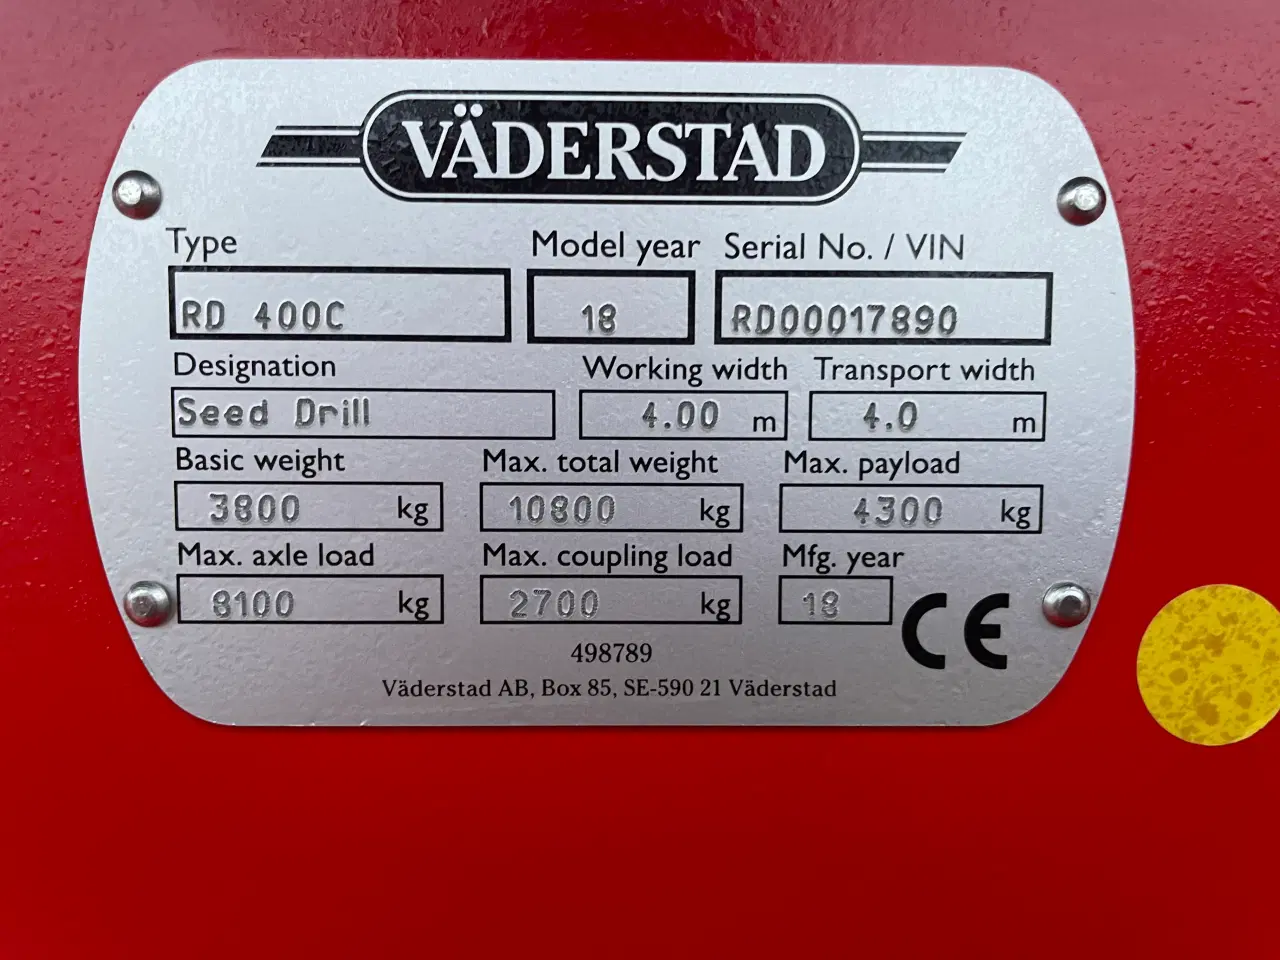 VÄDERSTAD
Type Model year Serial No. / VIN
RD 400C 18 RD00017890
Designation Working width Transport width
Seed Drill 4.00 m 4.0 m
Basic weight Max. total weight Max. payload
3800 kg 10800 kg 4300 kg
Max. axle load Max. coupling load Mfg. year
8100 kg 2700 kg 18 CE
498789
Väderstad AB, Box 85, SE-590 21 Väderstad